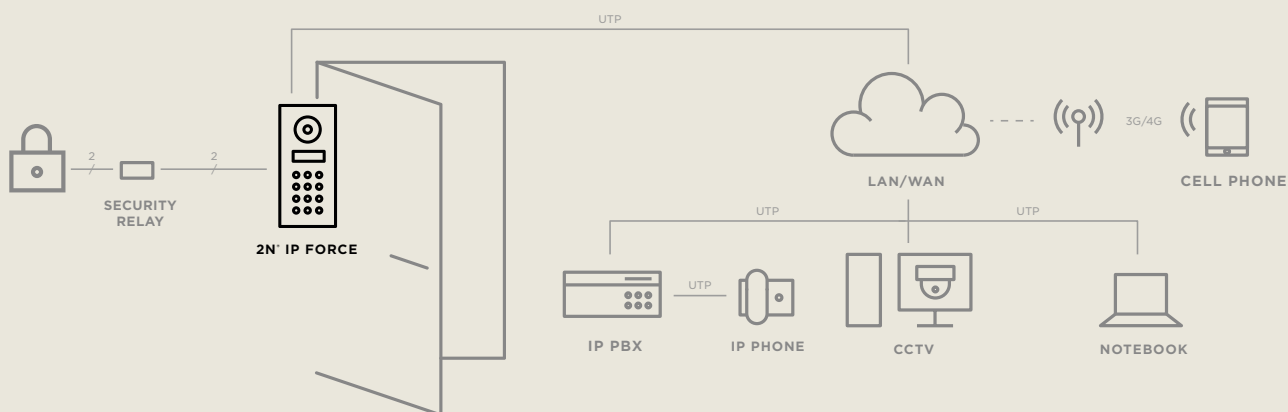 UTP
2
2
SECURITY
RELAY
2N® IP FORCE
LAN/WAN
3G/4G
CELL PHONE
UTP
UTP
UTP
IP PBX
IP PHONE
CCTV
NOTEBOOK